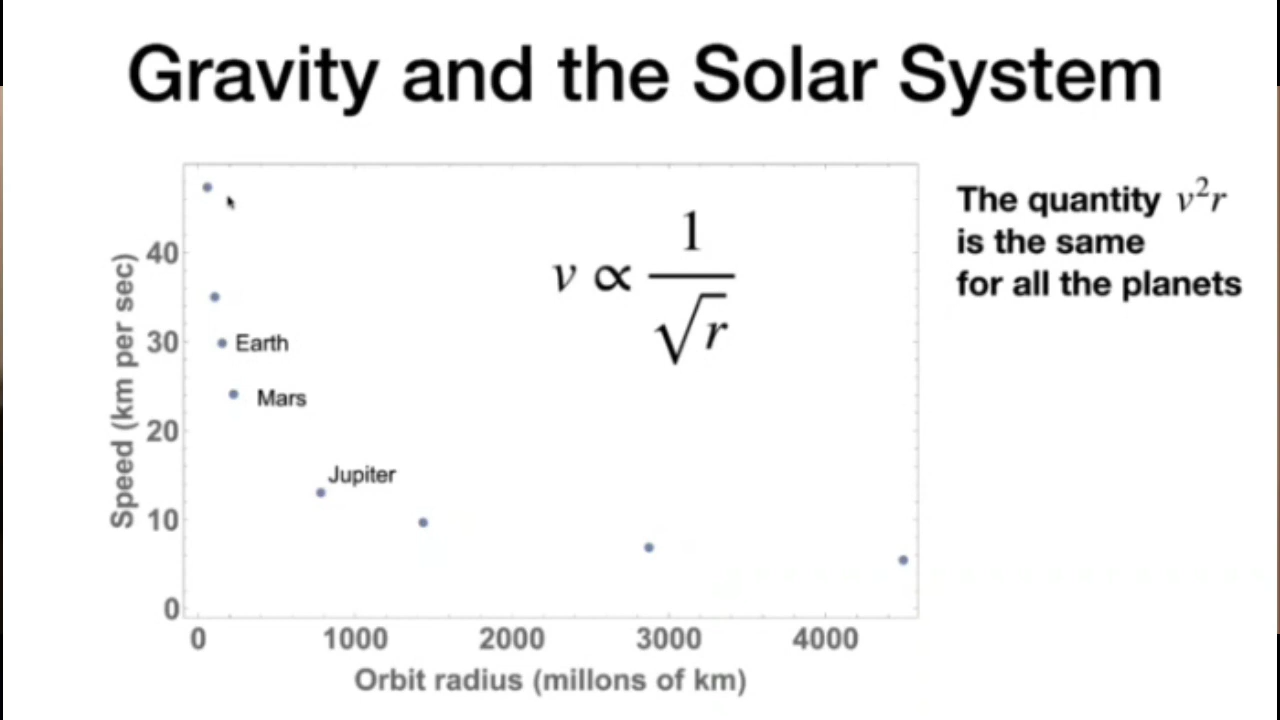 Gravity and the Solar System
The quantity v²r
is the same
for all the planets
v ∝ 1/√r
Speed (km per sec)
40
30
20
10
0
Earth
Mars
Jupiter
0 1000 2000 3000 4000
Orbit radius (millons of km)